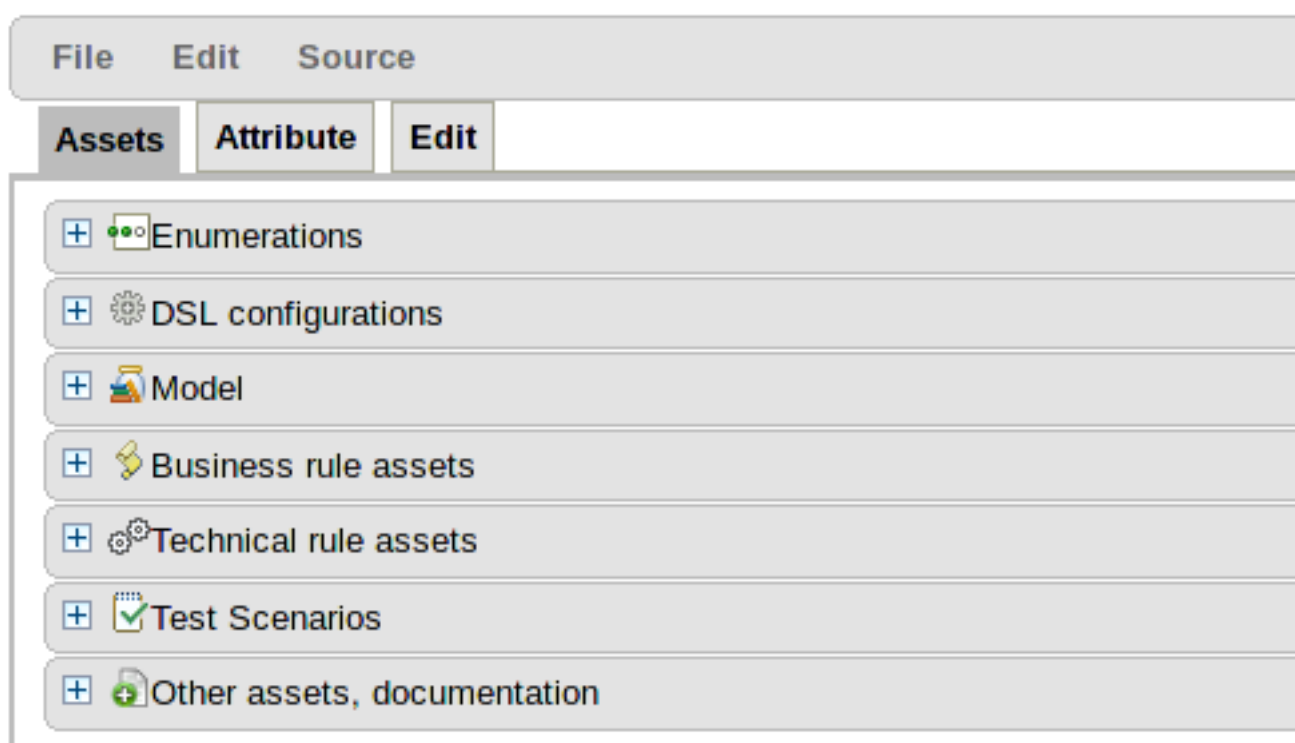 File Edit Source
Assets Attribute Edit
Enumerations
DSL configurations
Model
Business rule assets
Technical rule assets
Test Scenarios
Other assets, documentation